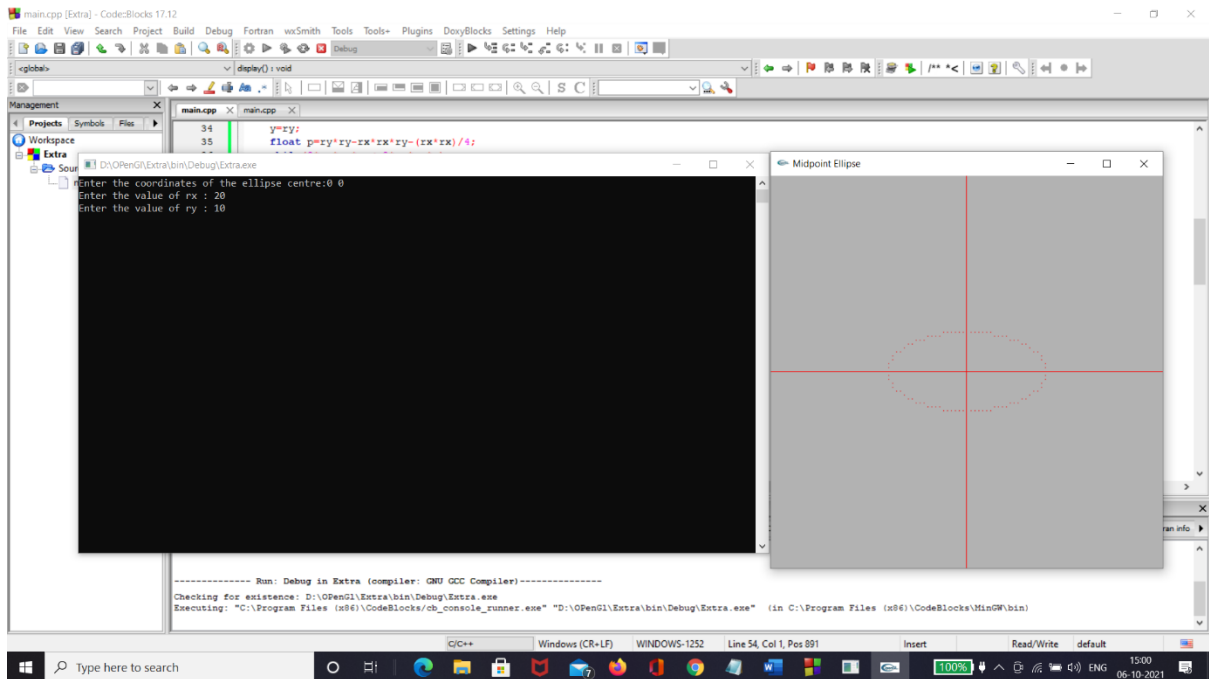 main.cpp [Extra] - Code::Blocks 17.12
File Edit View Search Project Build Debug Fortran wxSmith Tools Tools+ Plugins DoxyBlocks Settings Help
Debug
<global>
display() : void
/** *<
S C
Management
Projects Symbols Files
main.cpp
main.cpp
Workspace
Extra
Sour
34 y=ry;
35 float p=ry*ry-rx*rx*ry-(rx*rx)/4;
D:\OPenGl\Extra\bin\Debug\Extra.exe
Enter the coordinates of the ellipse centre:0 0
Enter the value of rx : 20
Enter the value of ry : 10
Midpoint Ellipse
ran info
-------------- Run: Debug in Extra (compiler: GNU GCC Compiler)---------------
Checking for existence: D:\OPenGl\Extra\bin\Debug\Extra.exe
Executing: "C:\Program Files (x86)\CodeBlocks/cb_console_runner.exe" "D:\OPenGl\Extra\bin\Debug\Extra.exe" (in C:\Program Files (x86)\CodeBlocks\MinGW\bin)
C/C++ Windows (CR+LF) WINDOWS-1252 Line 54, Col 1, Pos 891 Insert Read/Write default
Type here to search
7
100%
ENG
15:00
06-10-2021